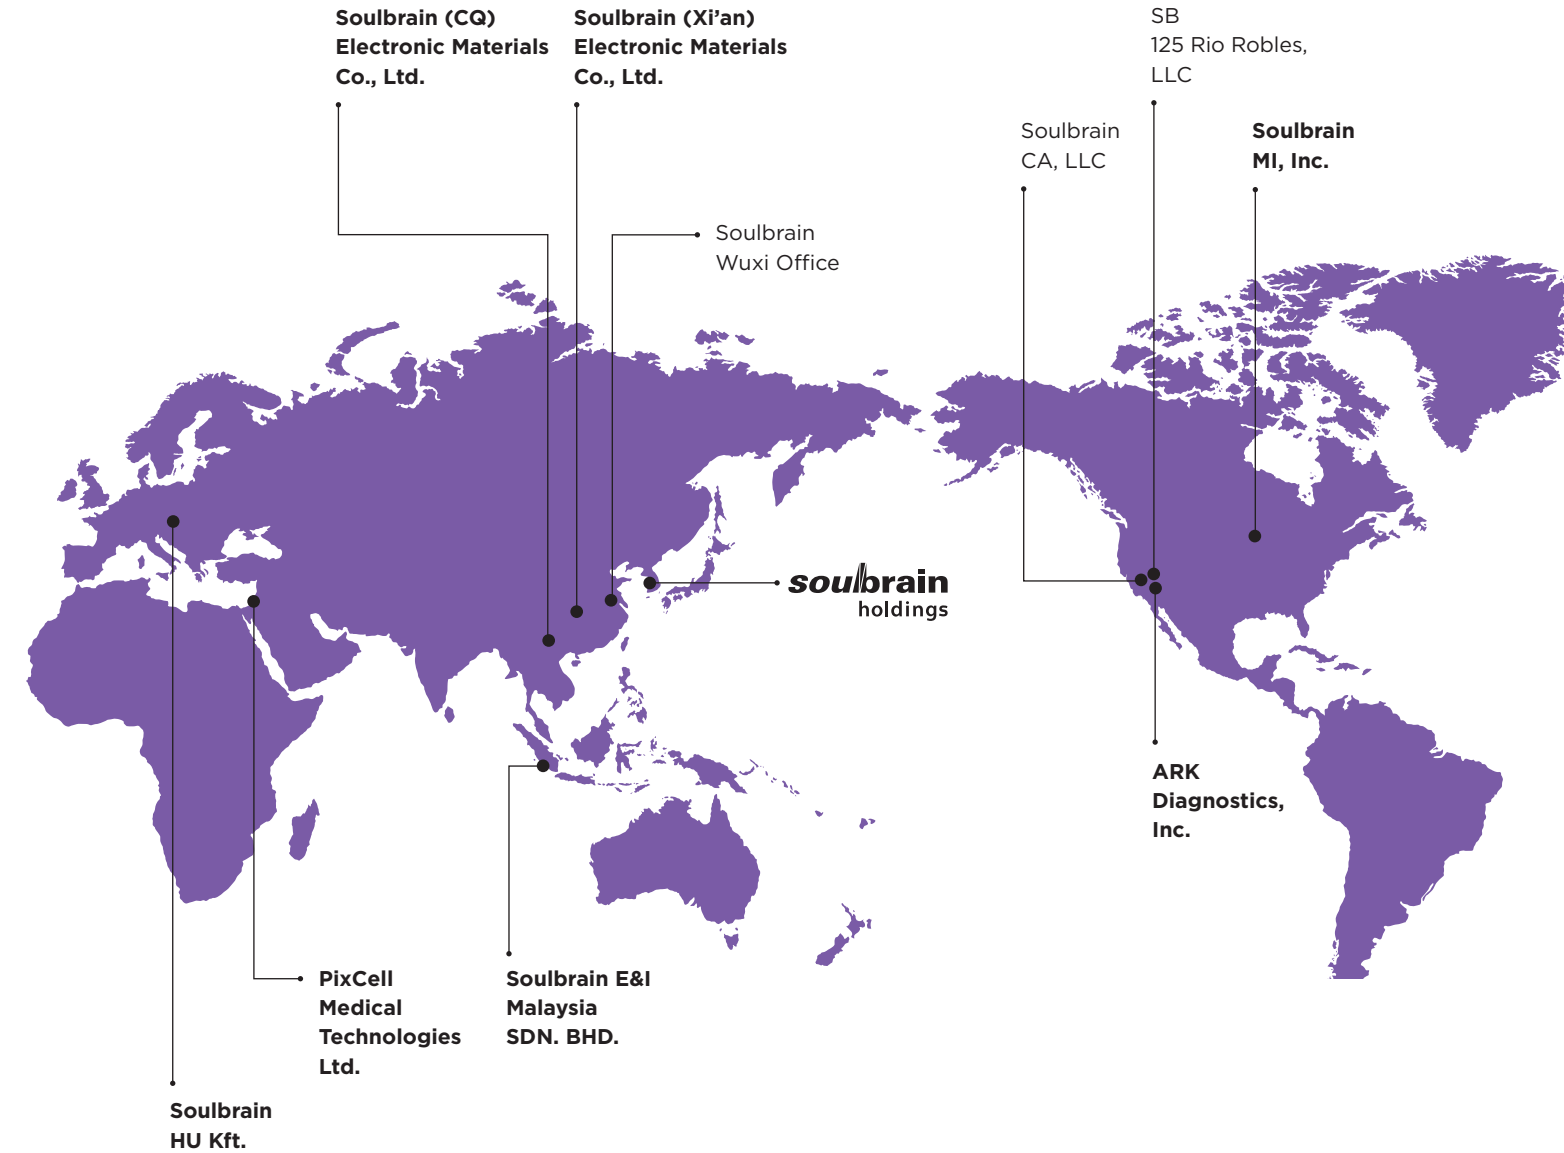 Soulbrain (CQ)
Electronic Materials
Co., Ltd.
Soulbrain (Xi’an)
Electronic Materials
Co., Ltd.
SB
125 Rio Robles,
LLC
Soulbrain
CA, LLC
Soulbrain
MI, Inc.
Soulbrain
Wuxi Office
soulbrain
holdings
ARK
Diagnostics,
Inc.
PixCell
Medical
Technologies
Ltd.
Soulbrain E&I
Malaysia
SDN. BHD.
Soulbrain
HU Kft.